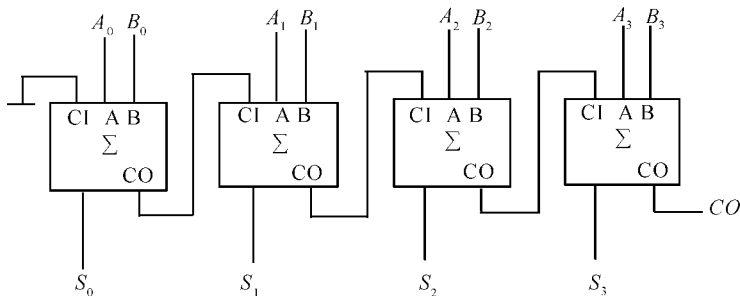 A₀ B₀ A₁ B₁ A₂ B₂ A₃ B₃
CI A B CI A B CI A B CI A B
Σ Σ Σ Σ
CO CO CO CO
CO
S₀ S₁ S₂ S₃